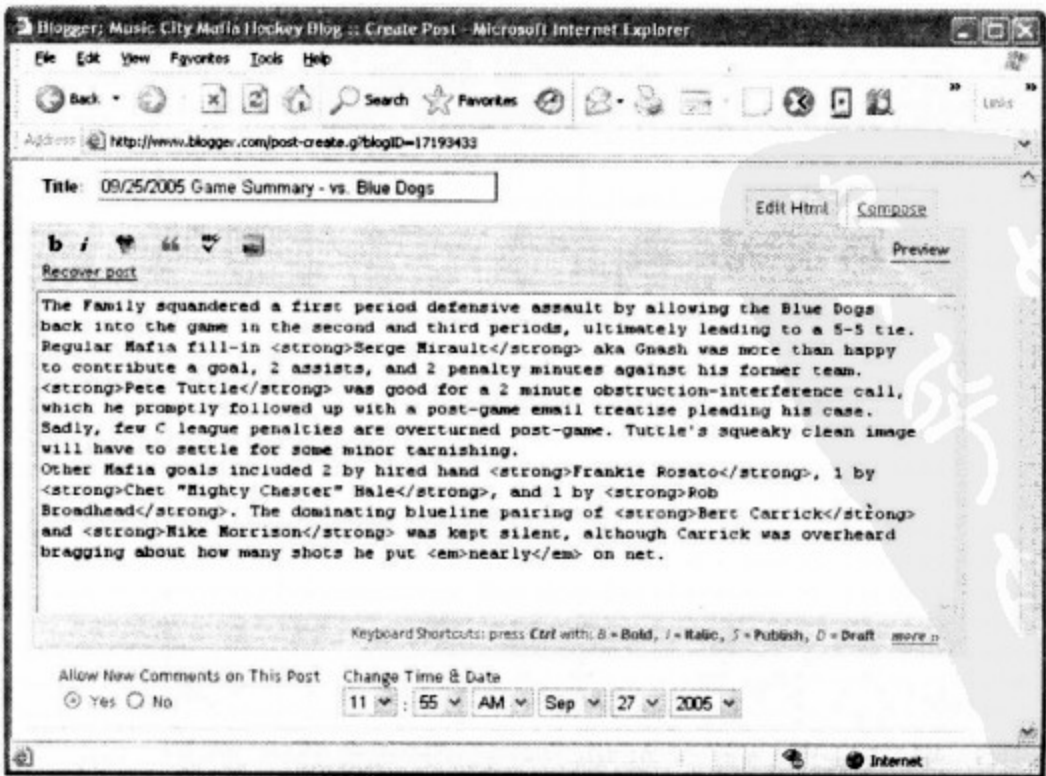 Blogger: Music City Mafia Hockey Blog :: Create Post - Microsoft Internet Explorer
File Edit View Favorites Tools Help
Back Search Favorites Links
Address http://www.blogger.com/post-create.g?blogID=17193433
Title: 09/25/2005 Game Summary - vs. Blue Dogs
Edit Html Compose
b i Preview
Recover post
The Family squandered a first period defensive assault by allowing the Blue Dogs
back into the game in the second and third periods, ultimately leading to a 5-5 tie.
Regular Mafia fill-in <strong>Serge Mirault</strong> aka Gnash was more than happy
to contribute a goal, 2 assists, and 2 penalty minutes against his former team.
<strong>Pete Tuttle</strong> was good for a 2 minute obstruction-interference call,
which he promptly followed up with a post-game email treatise pleading his case.
Sadly, few C league penalties are overturned post-game. Tuttle's squeaky clean image
will have to settle for some minor tarnishing.
Other Mafia goals included 2 by hired hand <strong>Frankie Rosato</strong>, 1 by
<strong>Chet "Mighty Chester" Hale</strong>, and 1 by <strong>Rob
Broadhead</strong>. The dominating blueline pairing of <strong>Bert Carrick</strong>
and <strong>Mike Morrison</strong> was kept silent, although Carrick was overheard
bragging about how many shots he put <em>nearly</em> on net.
Keyboard Shortcuts: press Ctrl with: B = Bold, I = Italic, S = Publish, D = Draft more »
Allow New Comments on This Post Change Time & Date
Yes No 11 : 55 AM Sep 27 2005
Internet